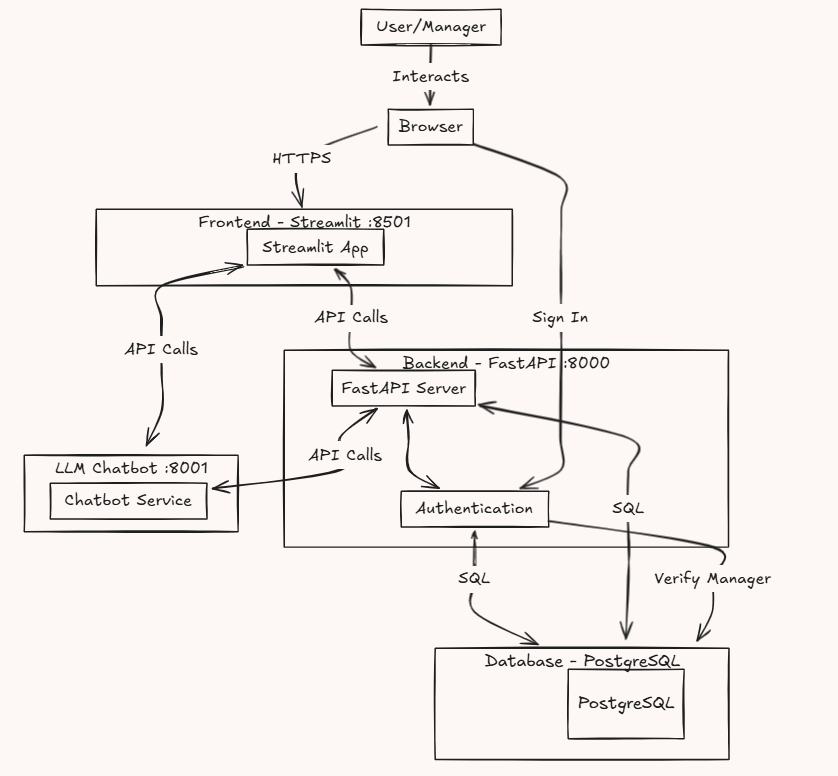 User/Manager
Interacts
Browser
HTTPS
Frontend - Streamlit :8501
Streamlit App
API Calls
Sign In
API Calls
Backend - FastAPI :8000
FastAPI Server
API Calls
LLM Chatbot :8001
Chatbot Service
Authentication
SQL
SQL
Verify Manager
Database - PostgreSQL
PostgreSQL